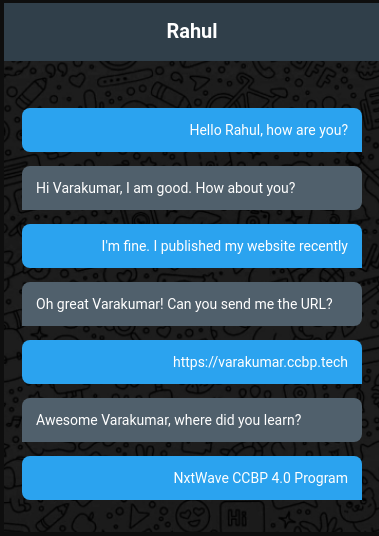 Rahul
Hello Rahul, how are you?
Hi Varakumar, I am good. How about you?
I'm fine. I published my website recently
Oh great Varakumar! Can you send me the URL?
https://varakumar.ccbp.tech
Awesome Varakumar, where did you learn?
NxtWave CCBP 4.0 Program
Hi